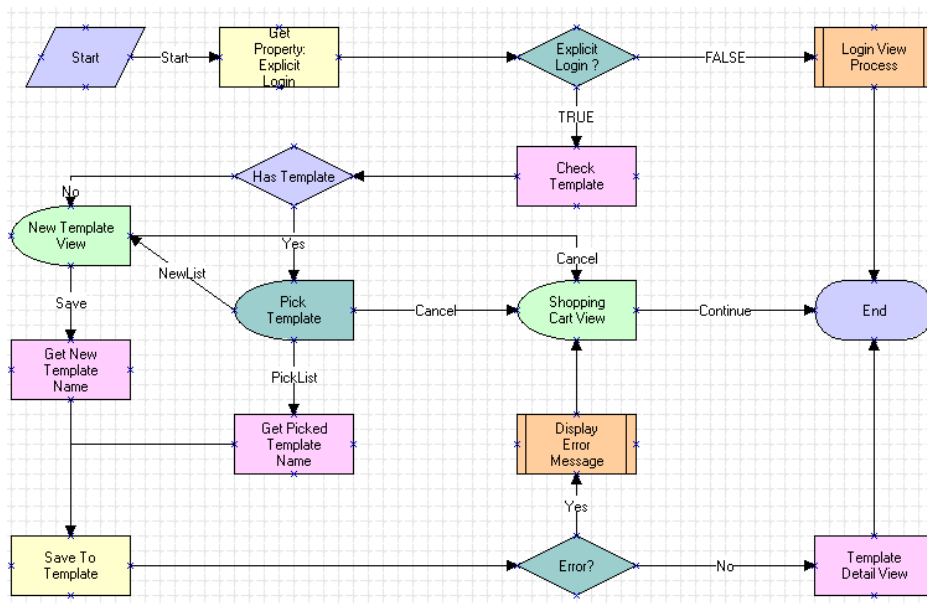 Start
Start
Get
Property:
Explicit
Login
Explicit
Login ?
FALSE
Login View
Process
TRUE
Has Template
Check
Template
No
New Template
View
Yes
Cancel
NewList
Save
Pick
Template
Cancel
Shopping
Cart View
Continue
End
Get New
Template
Name
PickList
Get Picked
Template
Name
Display
Error
Message
Yes
Save To
Template
Error?
No
Template
Detail View